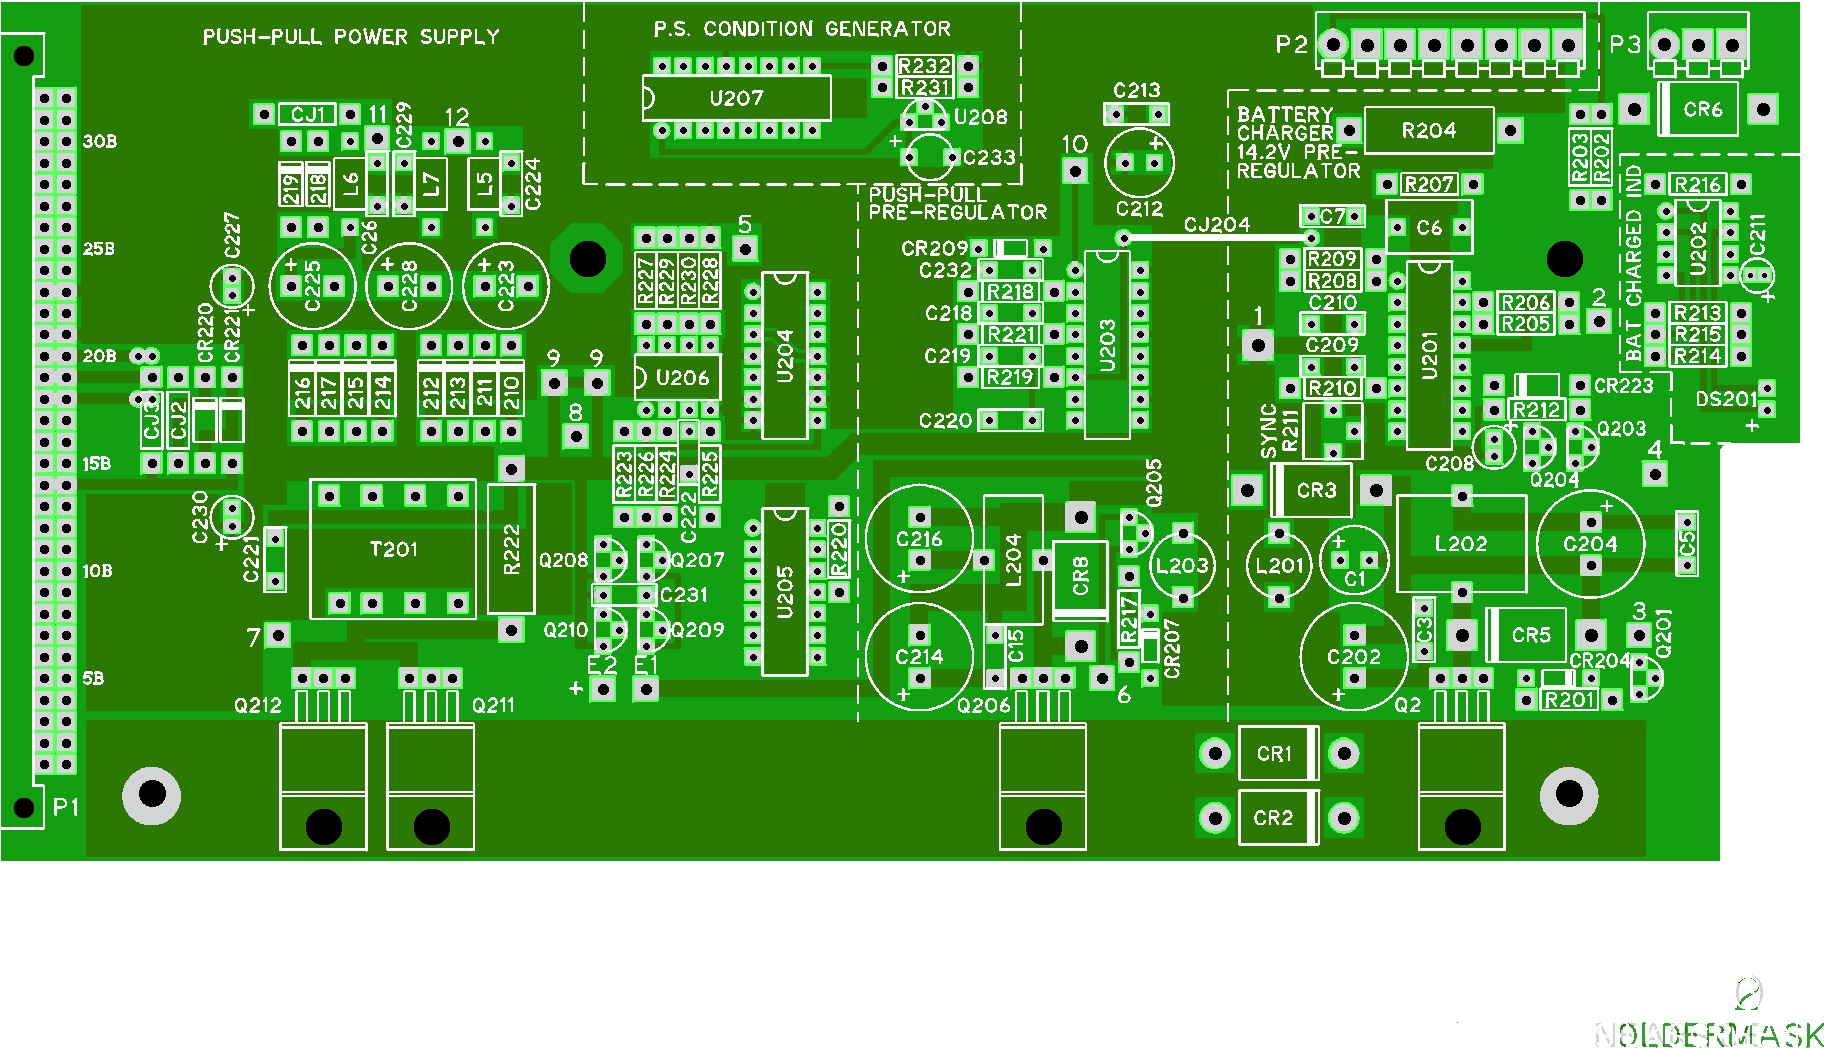 PUSH-PULL POWER SUPPLY
P.S. CONDITION GENERATOR
P2
P3
R232
R231
U207
U208
C233
C213
C212
10
BATTERY
CHARGER
14.2V PRE-
REGULATOR
R204
CR6
R203
R202
CJ1
11
C229
12
30B
219
218
L6
L7
L5
C224
C26
R207
R216
BAT CHARGED IND
PUSH-PULL
PRE-REGULATOR
C7
CJ204
C6
U202
C211
C227
25B
5
CR209
C232
R218
C218
R221
C219
R219
C220
U203
R209
R208
C210
C209
R210
1
U201
R206
R205
2
R213
R215
R214
C225
C228
C223
R227
R229
R230
R228
U204
CR220
CR221
20B
216
217
215
214
212
213
211
210
9
9
U206
8
CJ3
CJ2
15B
SYNC
R211
CR223
R212
DS201
Q203
C208
Q204
4
R223
R226
R224
R225
C222
C230
C221
T201
R222
Q208
Q207
C231
Q210
Q209
E2
E1
U205
R220
C216
C214
L204
CR8
Q205
L203
R217
CR207
C15
CR3
L201
C1
L202
C204
C5
C202
C3
CR5
3
Q201
CR204
R201
10B
7
5B
Q212
Q211
Q206
6
Q2
CR1
CR2
P1